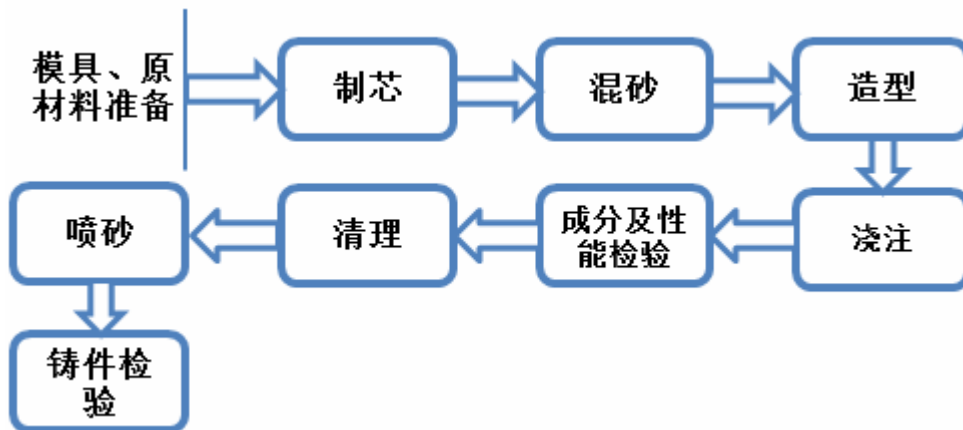 模具、原
材料准备
制芯
混砂
造型
浇注
成分及性
能检验
清理
喷砂
铸件检
验